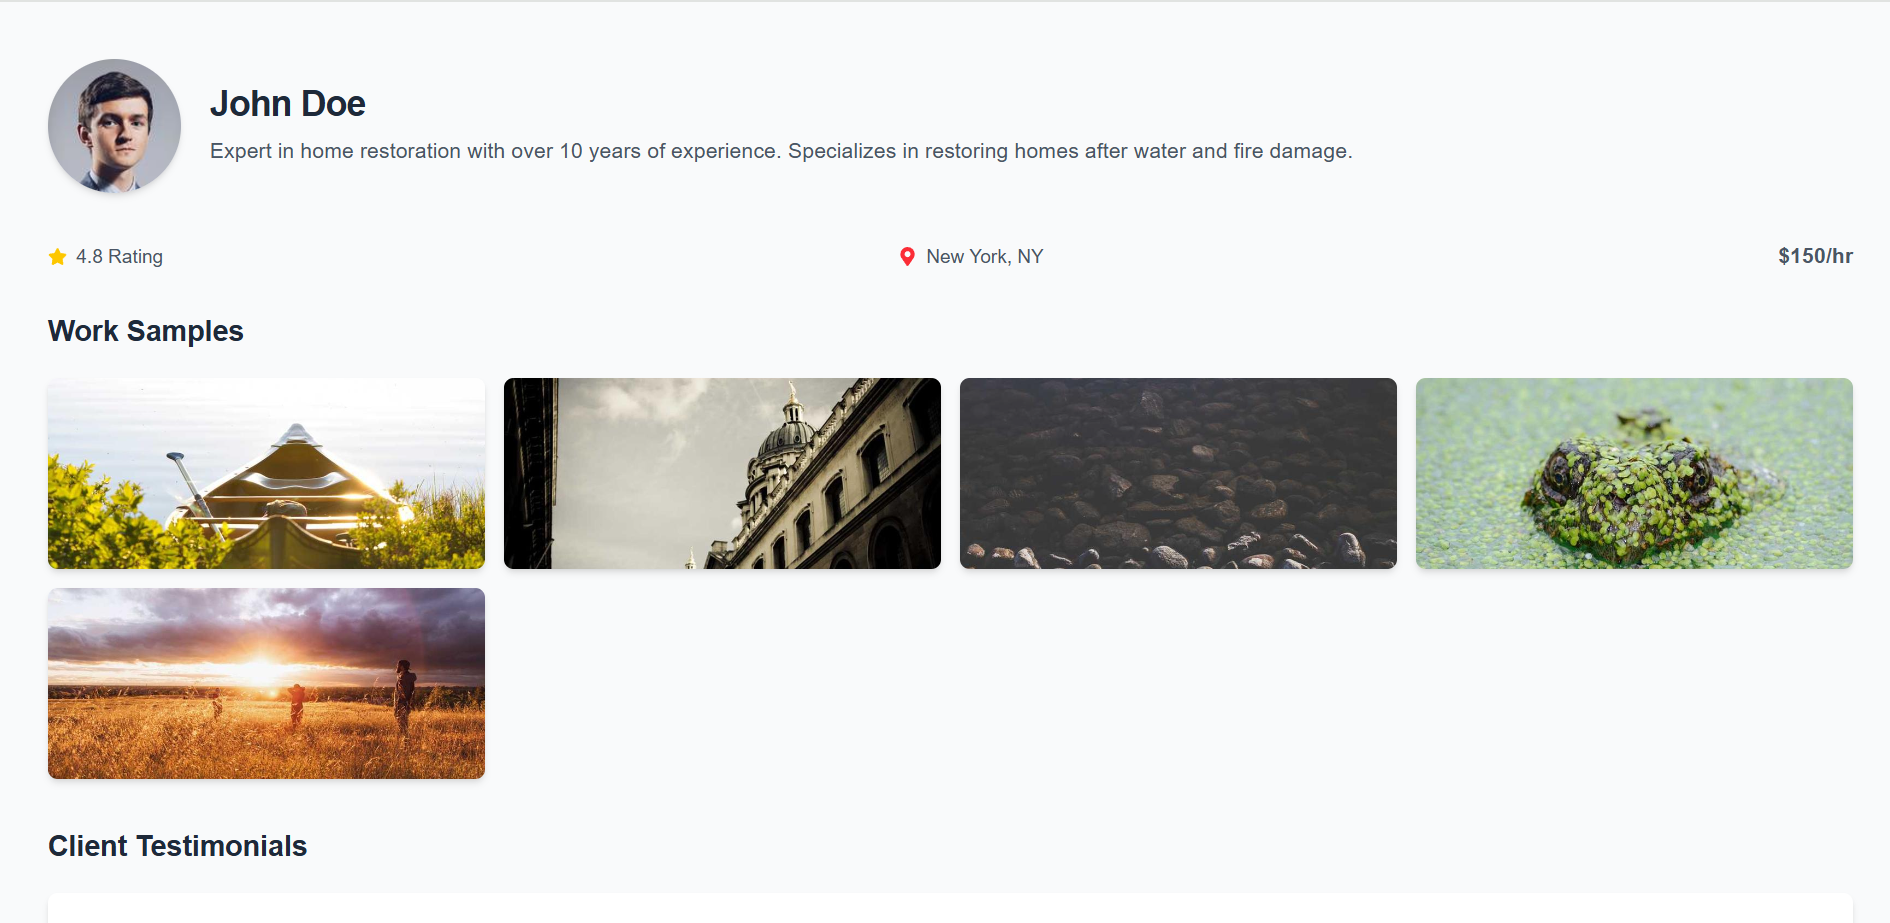 John Doe
Expert in home restoration with over 10 years of experience. Specializes in restoring homes after water and fire damage.
4.8 Rating
New York, NY
$150/hr
Work Samples
Client Testimonials